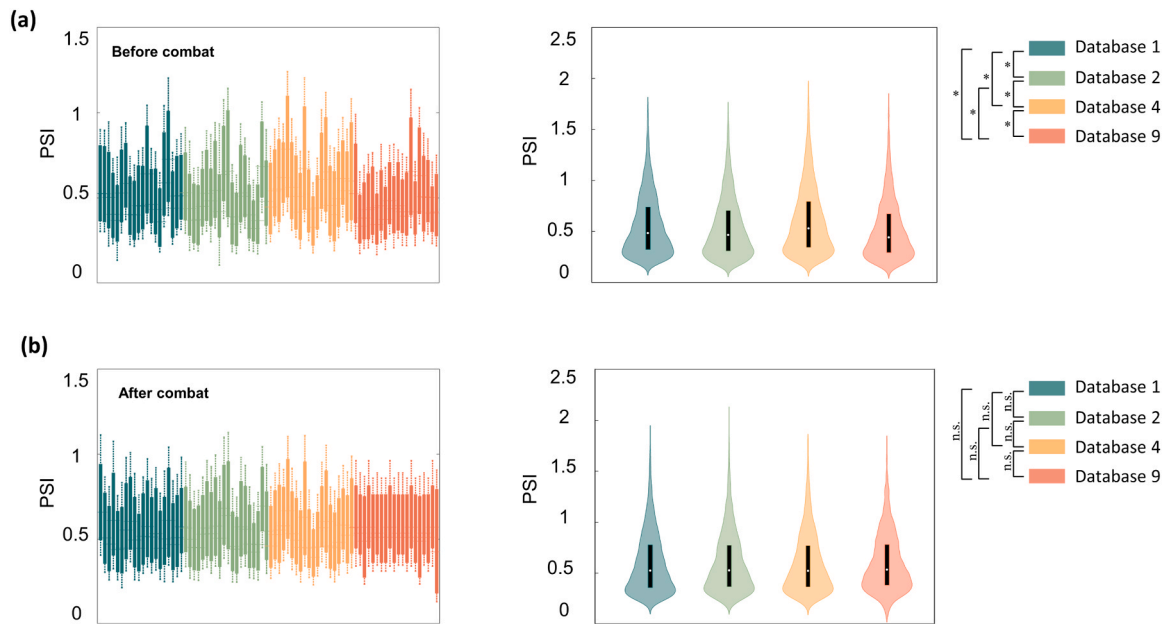 (a)
1.5
Before combat
1
PSI
0.5
0
2.5
2
1.5
PSI
1
0.5
0
Database 1
Database 2
Database 4
Database 9
*
*
*
*
*
*
(b)
1.5
After combat
1
PSI
0.5
0
2.5
2
1.5
PSI
1
0.5
0
Database 1
Database 2
Database 4
Database 9
n.s.
n.s.
n.s.
n.s.
n.s.
n.s.